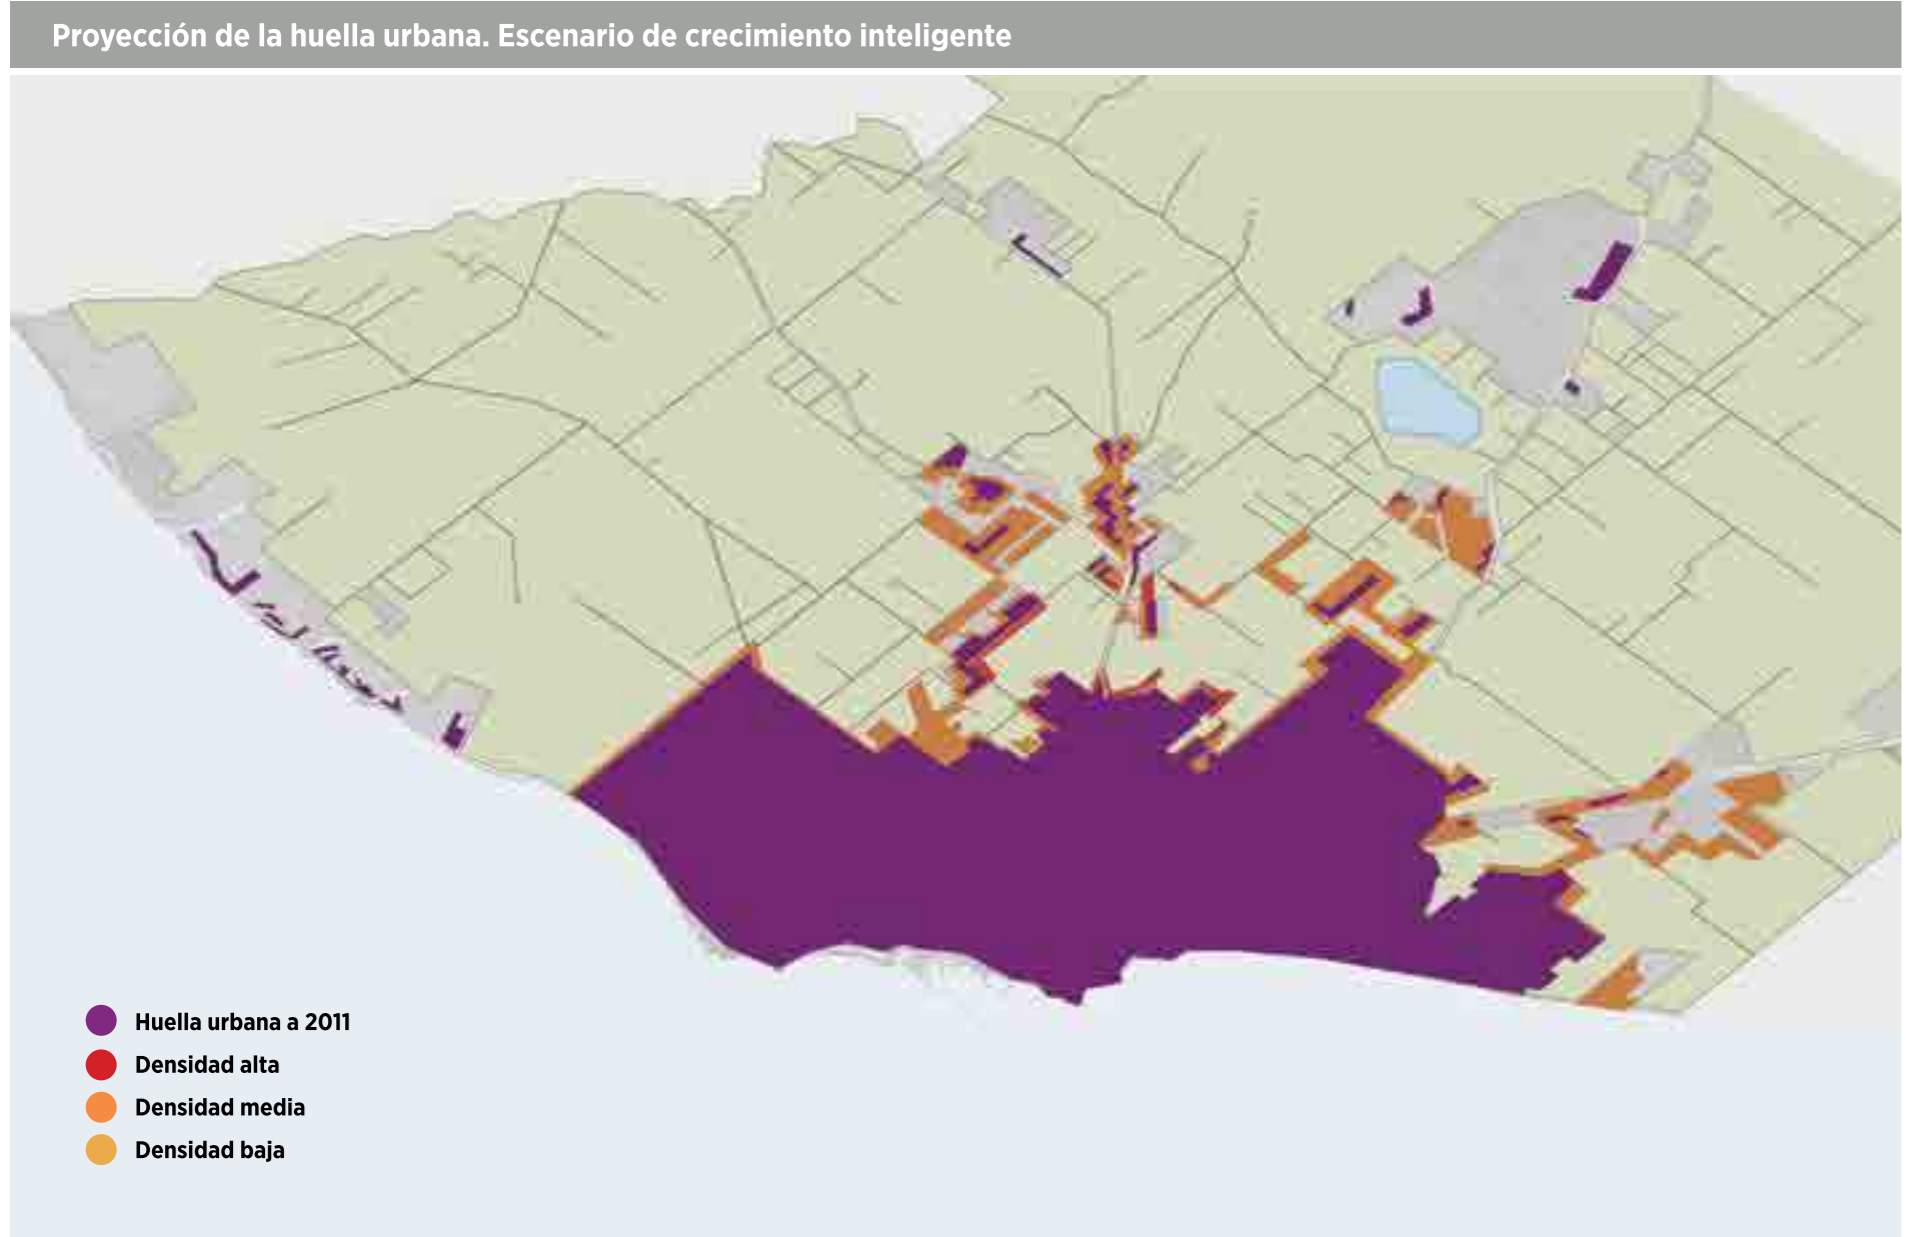 Proyección de la huella urbana. Escenario de crecimiento inteligente
Huella urbana a 2011
Densidad alta
Densidad media
Densidad baja